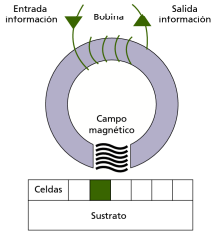 Entrada
información
Bobina
Salida
información
Campo
magnético
Celdas
Sustrato